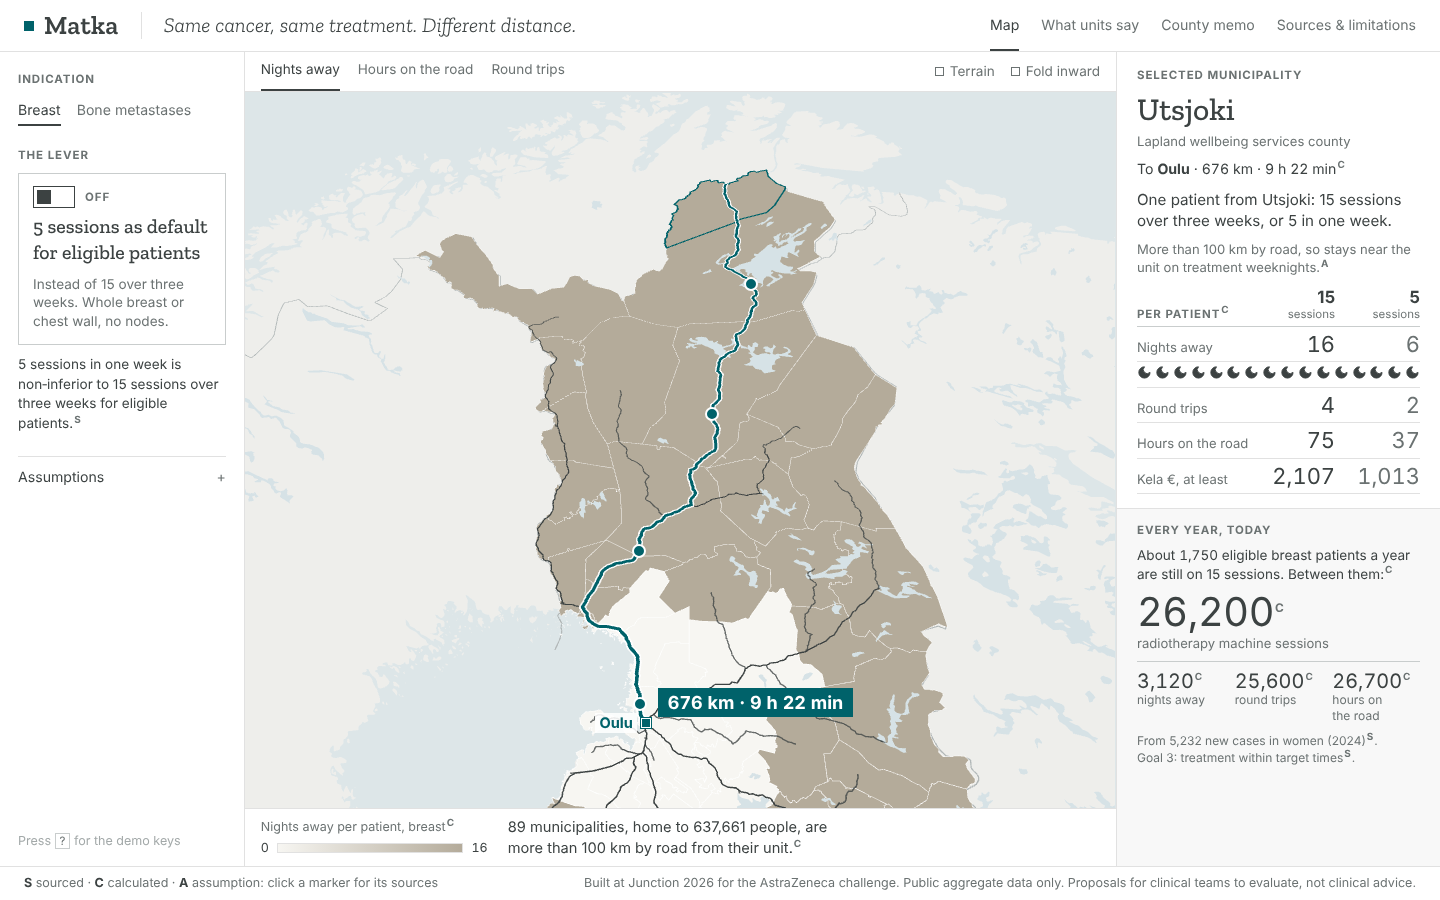 Matka
Same cancer, same treatment. Different distance.
Map
What units say
County memo
Sources & limitations
INDICATION
Breast
Bone metastases
THE LEVER
OFF
5 sessions as default
for eligible patients
Instead of 15 over three
weeks. Whole breast or
chest wall, no nodes.
5 sessions in one week is
non-inferior to 15 sessions over
three weeks for eligible
patients.S
Assumptions +
Press ? for the demo keys
Nights away
Hours on the road
Round trips
Terrain
Fold inward
676 km · 9 h 22 min
Oulu
Nights away per patient, breastC
0 16
89 municipalities, home to 637,661 people, are
more than 100 km by road from their unit.C
SELECTED MUNICIPALITY
Utsjoki
Lapland wellbeing services county
To Oulu · 676 km · 9 h 22 minC
One patient from Utsjoki: 15 sessions
over three weeks, or 5 in one week.
More than 100 km by road, so stays near the
unit on treatment weeknights.A
15 5
PER PATIENTC sessions sessions
Nights away 16 6
Round trips 4 2
Hours on the road 75 37
Kela €, at least 2,107 1,013
EVERY YEAR, TODAY
About 1,750 eligible breast patients a year
are still on 15 sessions. Between them:C
26,200C
radiotherapy machine sessions
3,120C 25,600C 26,700C
nights away round trips hours on
the road
From 5,232 new cases in women (2024)S.
Goal 3: treatment within target timesS.
S sourced · C calculated · A assumption: click a marker for its sources
Built at Junction 2026 for the AstraZeneca challenge. Public aggregate data only. Proposals for clinical teams to evaluate, not clinical advice.